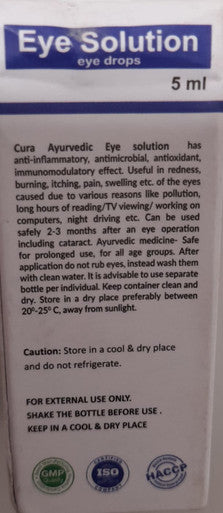 Eye Solution
eye drops
5 ml
Cura Ayurvedic Eye solution has
anti-inflammatory, antimicrobial, antioxidant,
immunomodulatory effect. Useful in redness,
burning, itching, pain, swelling etc. of the eyes
caused due to various reasons like pollution,
long hours of reading/TV viewing/ working on
computers, night driving etc. Can be used
safely 2-3 months after an eye operation
including cataract. Ayurvedic medicine- Safe
for prolonged use, for all age groups. After
application do not rub eyes, instead wash them
with clean water. It is advisable to use separate
bottle per individual. Keep container clean and
dry. Store in a dry place preferably between
20º-25º C, away from sunlight.
Caution: Store in a cool & dry place
and do not refrigerate.
FOR EXTERNAL USE ONLY.
SHAKE THE BOTTLE BEFORE USE .
KEEP IN A COOL & DRY PLACE
GMP
Quality
ISO
HACCP